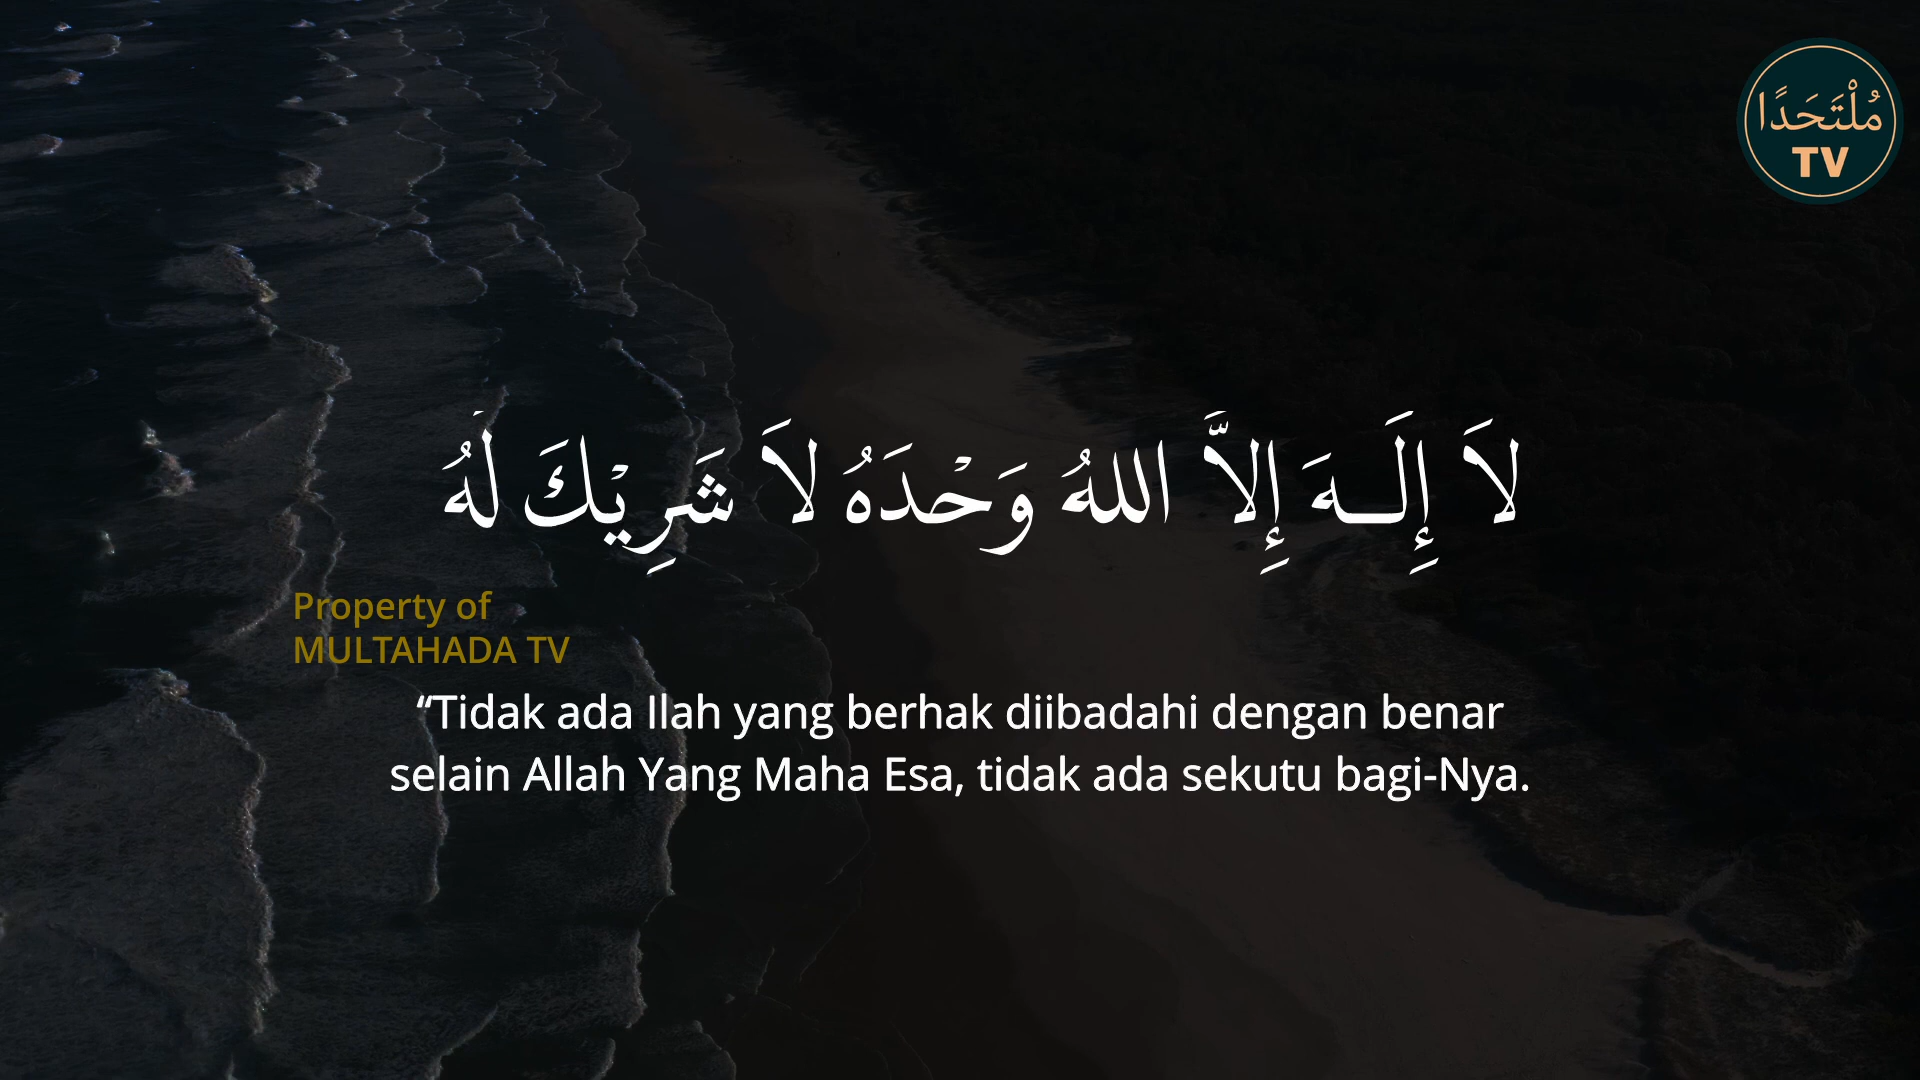 مُلْتَحَدًا
TV
لاَ إِلَـهَ إِلاَّ اللهُ وَحْدَهُ لاَ شَرِيْكَ لَهُ
Property of
MULTAHADA TV
“Tidak ada Ilah yang berhak diibadahi dengan benar
selain Allah Yang Maha Esa, tidak ada sekutu bagi-Nya.